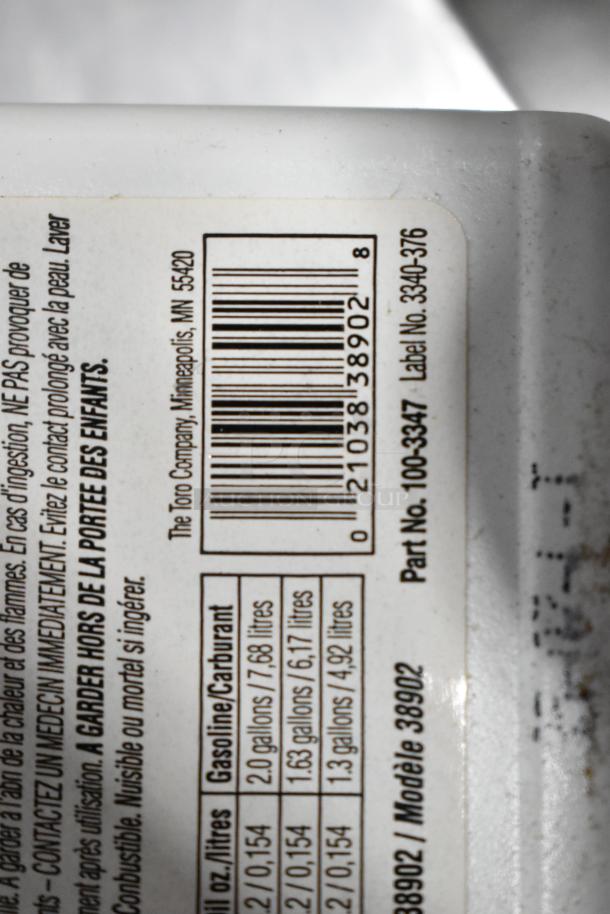 A garder à l'abri de la chaleur et des flammes. En cas d'ingestion, NE PAS provoquer de
– CONTACTEZ UN MEDECIN IMMEDIATEMENT. Evitez le contact prolongé avec la peau. Laver
après utilisation. A GARDER HORS DE LA PORTEE DES ENFANTS.
Conbustible. Nuisible ou mortel si ingérer.
The Toro Company, Minneapolis, MN 55420
0 21038 38902 8
Part No. 100-3347 Label No. 3340-376
oz./litres Gasoline/Carburant
.2 / 0,154 2.0 gallons / 7,68 litres
.2 / 0,154 1.63 gallons / 6,17 litres
.2 / 0,154 1.3 gallons / 4,92 litres
38902 / Modèle 38902
AUCTION GROUP